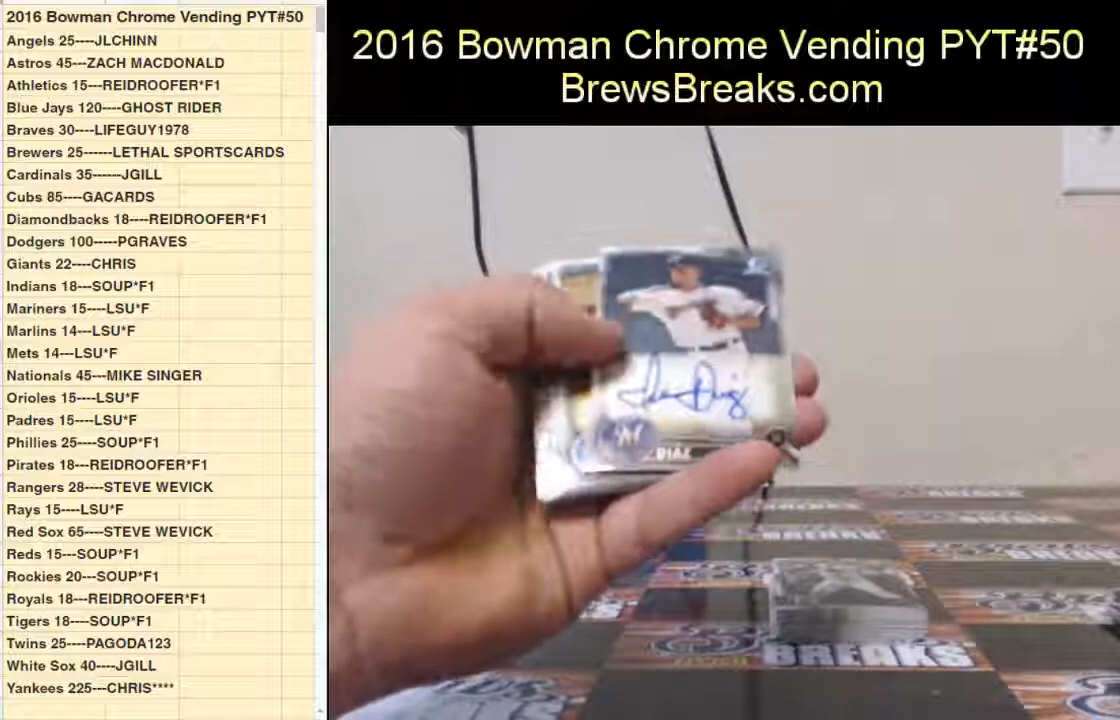 2016 Bowman Chrome Vending PYT#50
Angels 25----JLCHINN
Astros 45---ZACH MACDONALD
Athletics 15----REIDROOFER*F1
Blue Jays 120----GHOST RIDER
Braves 30----LIFEGUY1978
Brewers 25------LETHAL SPORTSCARDS
Cardinals 35------JGILL
Cubs 85----GACARDS
Diamondbacks 18----REIDROOFER*F1
Dodgers 100-----PGRAVES
Giants 22----CHRIS
Indians 18---SOUP*F1
Mariners 15----LSU*F
Marlins 14---LSU*F
Mets 14---LSU*F
Nationals 45----MIKE SINGER
Orioles 15----LSU*F
Padres 15----LSU*F
Phillies 25----SOUP*F1
Pirates 18---REIDROOFER*F1
Rangers 28----STEVE WEVICK
Rays 15----LSU*F
Red Sox 65----STEVE WEVICK
Reds 15---SOUP*F1
Rockies 20---SOUP*F1
Royals 18----REIDROOFER*F1
Tigers 18----SOUP*F1
Twins 25----PAGODA123
White Sox 40----JGILL
Yankees 225---CHRIS****
2016 Bowman Chrome Vending PYT#50
BrewsBreaks.com
DIAZ
BREAKS
BREAKS
BREAKS